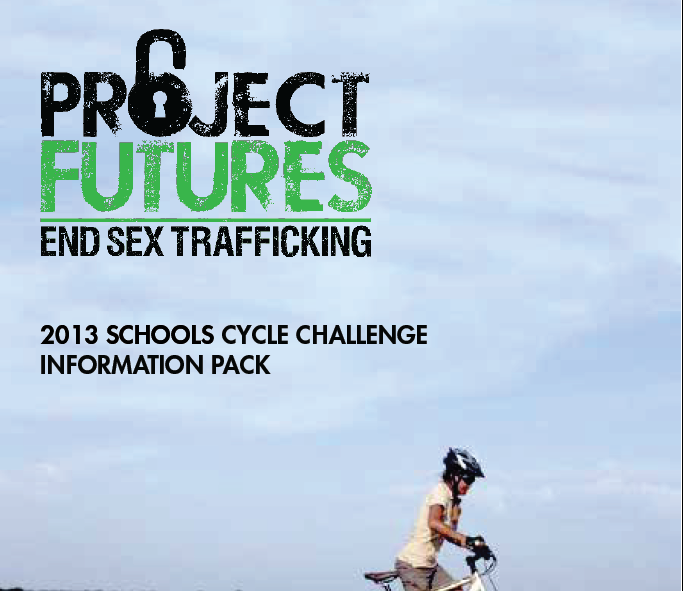 PROJECT
FUTURES
END SEX TRAFFICKING
2013 SCHOOLS CYCLE CHALLENGE
INFORMATION PACK